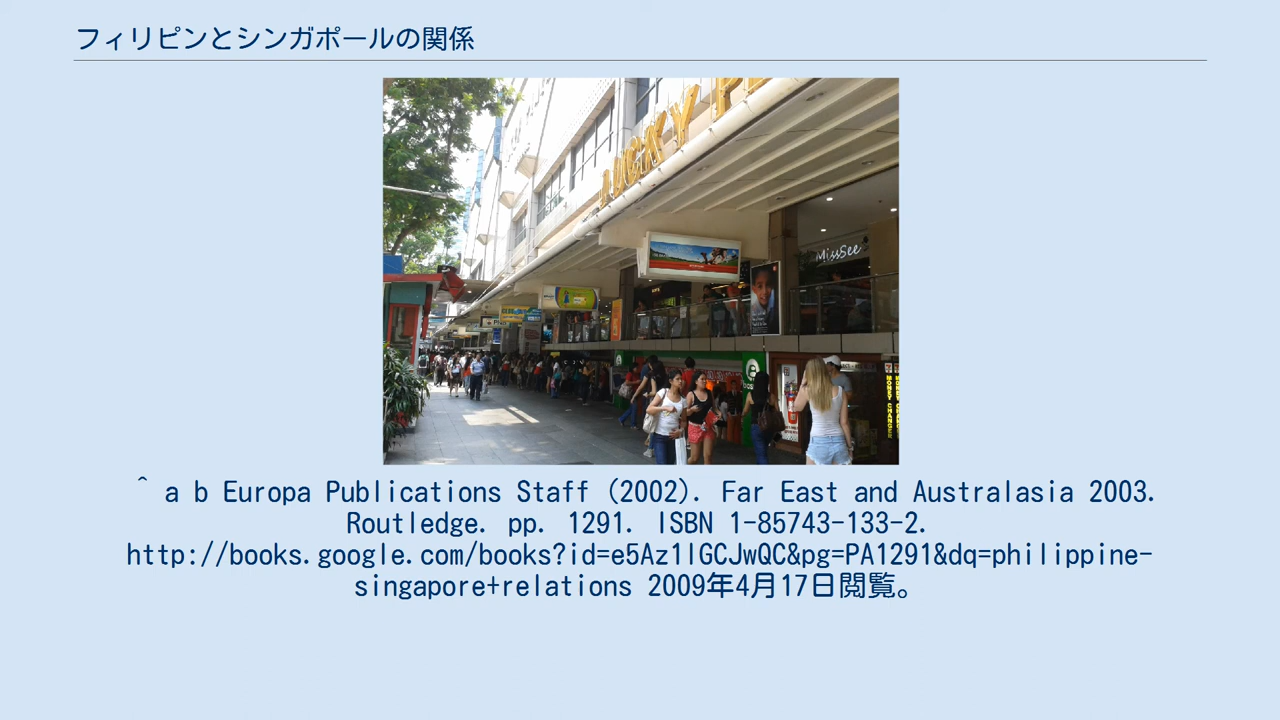 フィリピンとシンガポールの関係
LUCKY
MissSee
MONEY CHANGER
^ a b Europa Publications Staff (2002). Far East and Australasia 2003.
Routledge. pp. 1291. ISBN 1-85743-133-2.
http://books.google.com/books?id=e5Az1lGCJwQC&pg=PA1291&dq=philippine-
singapore+relations 2009年4月17日閲覧。